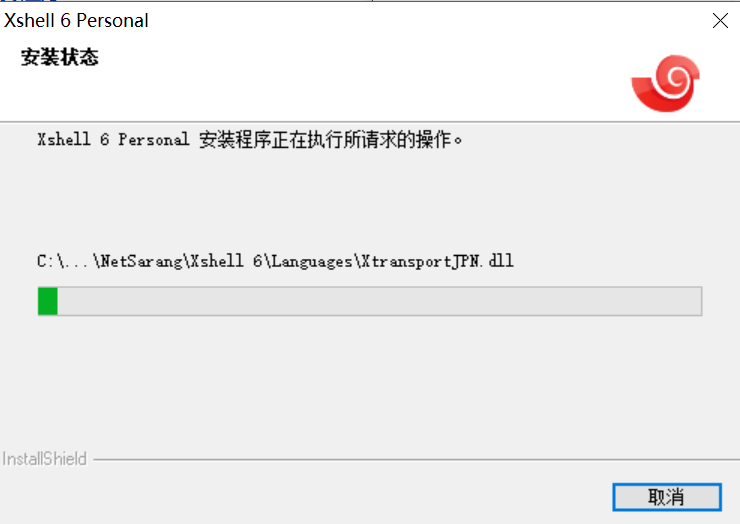 Xshell 6 Personal
安装状态
Xshell 6 Personal 安装程序正在执行所请求的操作。
C:\...\NetSarang\Xshell 6\Languages\XtransportJPN.dll
InstallShield
取消